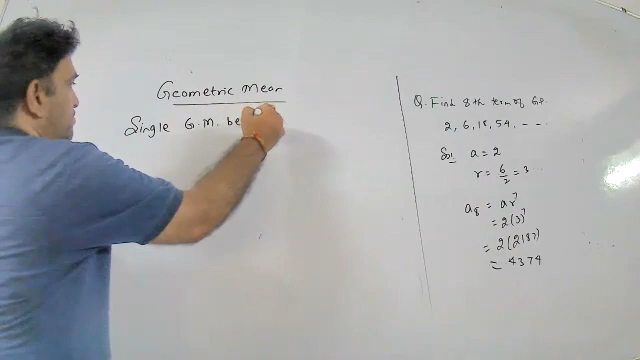 Geometric Mean
Single G.M. be
Q. Find 8th term of G.P.
2, 6, 18, 54, - - -
Sol. a = 2
r = 6/2 = 3
a₈ = ar⁷
= 2(3)⁷
= 2(2187)
= 4374